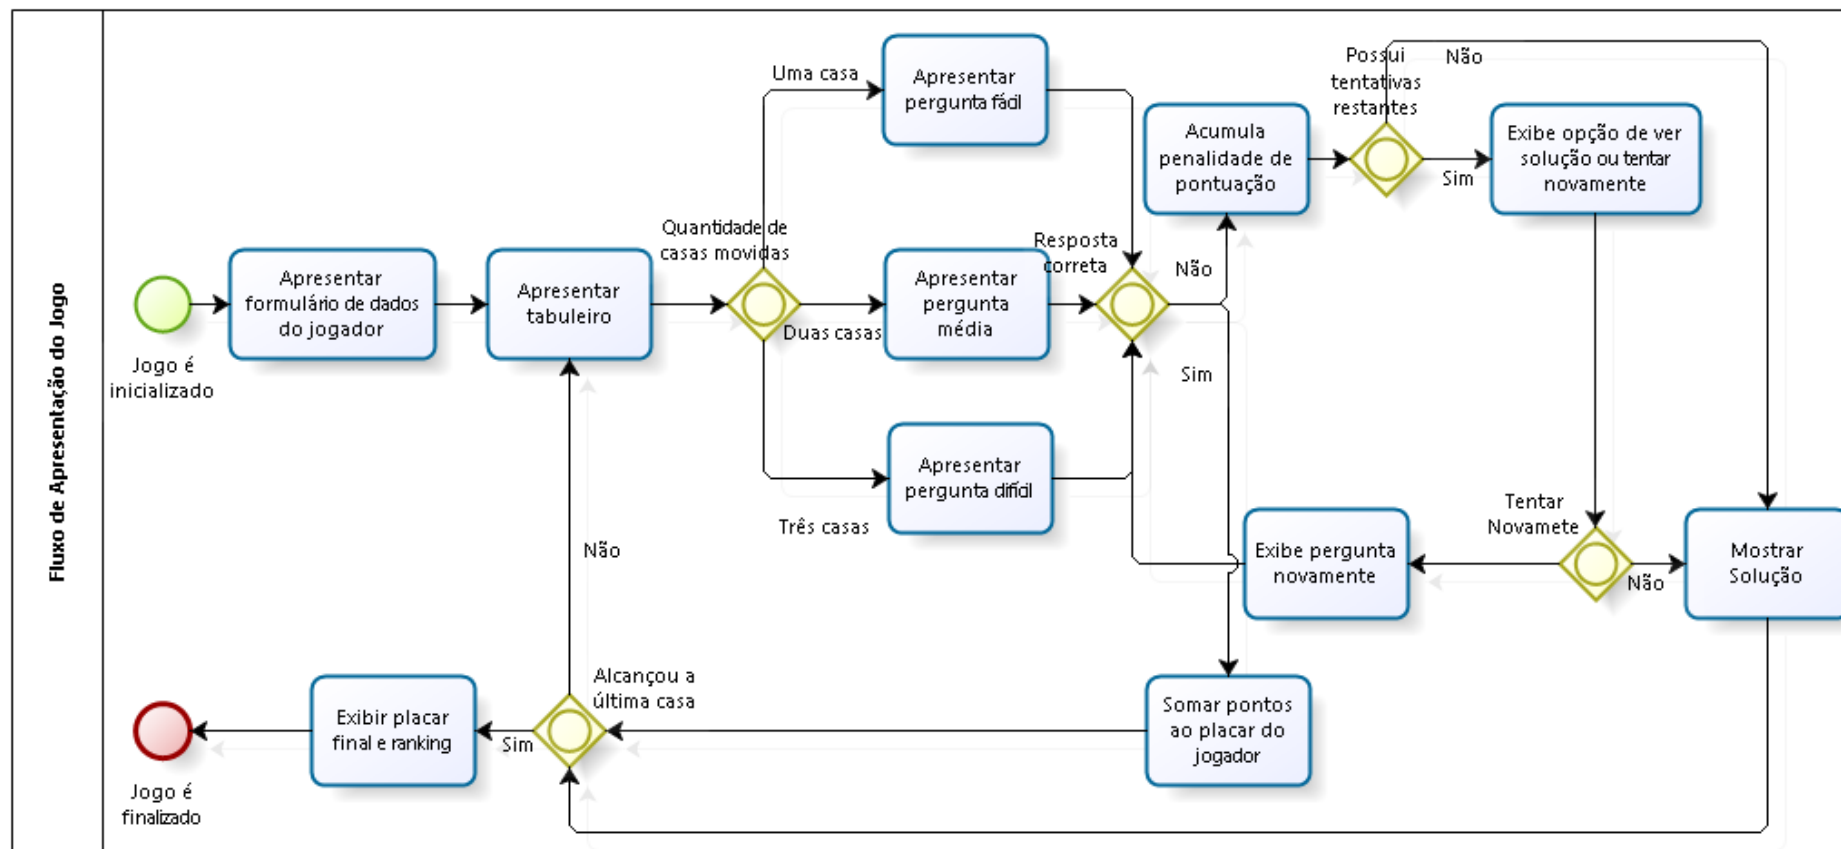 Fluxo de Apresentação do Jogo
Jogo é
inicializado
Apresentar
formulário de dados
do jogador
Apresentar
tabuleiro
Quantidade de
casas movidas
Uma casa
Apresentar
pergunta fácil
Duas casas
Apresentar
pergunta
média
Três casas
Apresentar
pergunta difícil
Resposta
correta
Não
Sim
Acumula
penalidade de
pontuação
Possui
tentativas
restantes
Não
Sim
Exibe opção de ver
solução ou tentar
novamente
Tentar
Novamete
Não
Exibe pergunta
novamente
Mostrar
Solução
Somar pontos
ao placar do
jogador
Alcançou a
última casa
Não
Sim
Exibir placar
final e ranking
Jogo é
finalizado